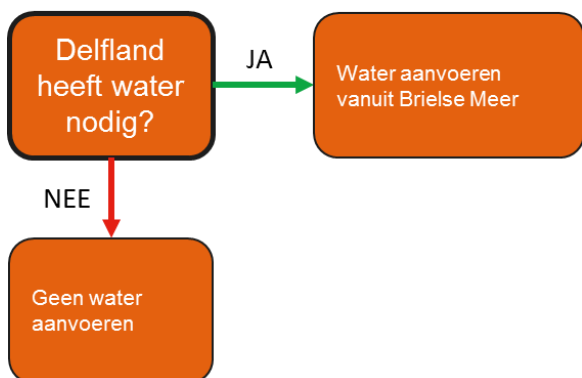 Delfland
heeft water
nodig?
JA
Water aanvoeren
vanuit Brielse Meer
NEE
Geen water
aanvoeren